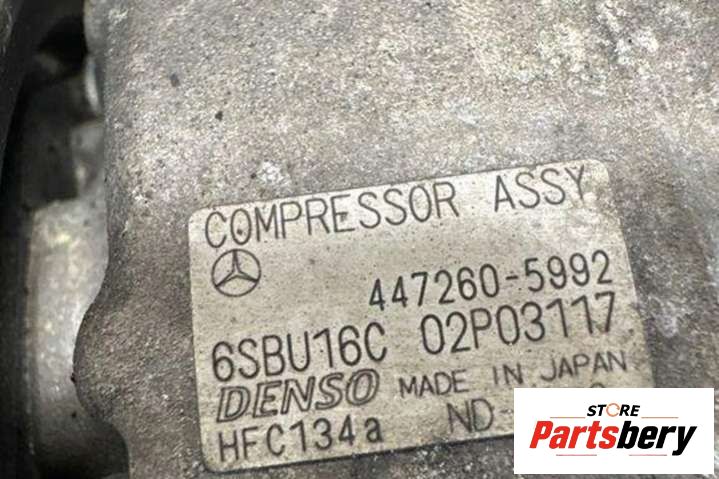 COMPRESSOR ASSY
447260-5992
6SBU16C 02P03117
DENSO MADE IN JAPAN
HFC134a ND-
STORE
Partsbery